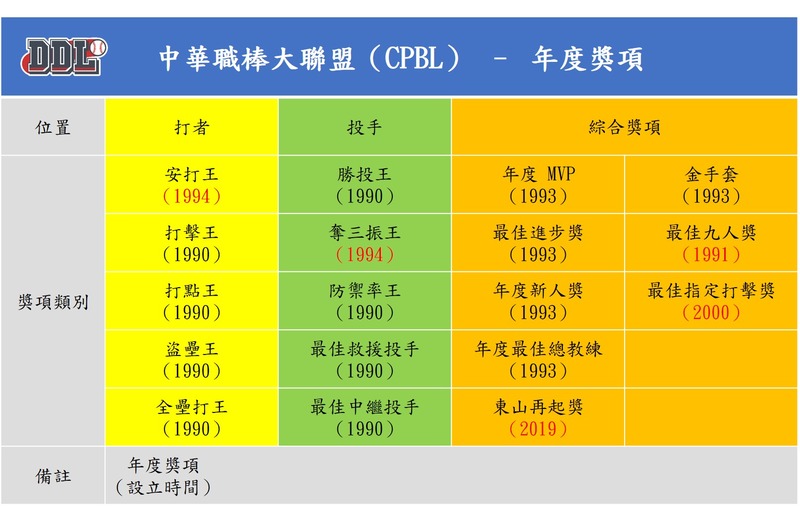 DDL
中華職棒大聯盟（CPBL） – 年度獎項
位置
打者
投手
綜合獎項
獎項類別
安打王
（1994）
勝投王
（1990）
年度 MVP
（1993）
金手套
（1993）
打擊王
（1990）
奪三振王
（1994）
最佳進步獎
（1993）
最佳九人獎
（1991）
打點王
（1990）
防禦率王
（1990）
年度新人獎
（1993）
最佳指定打擊獎
（2000）
盜壘王
（1990）
最佳救援投手
（1990）
年度最佳總教練
（1993）
全壘打王
（1990）
最佳中繼投手
（1990）
東山再起獎
（2019）
備註
年度獎項
（設立時間）